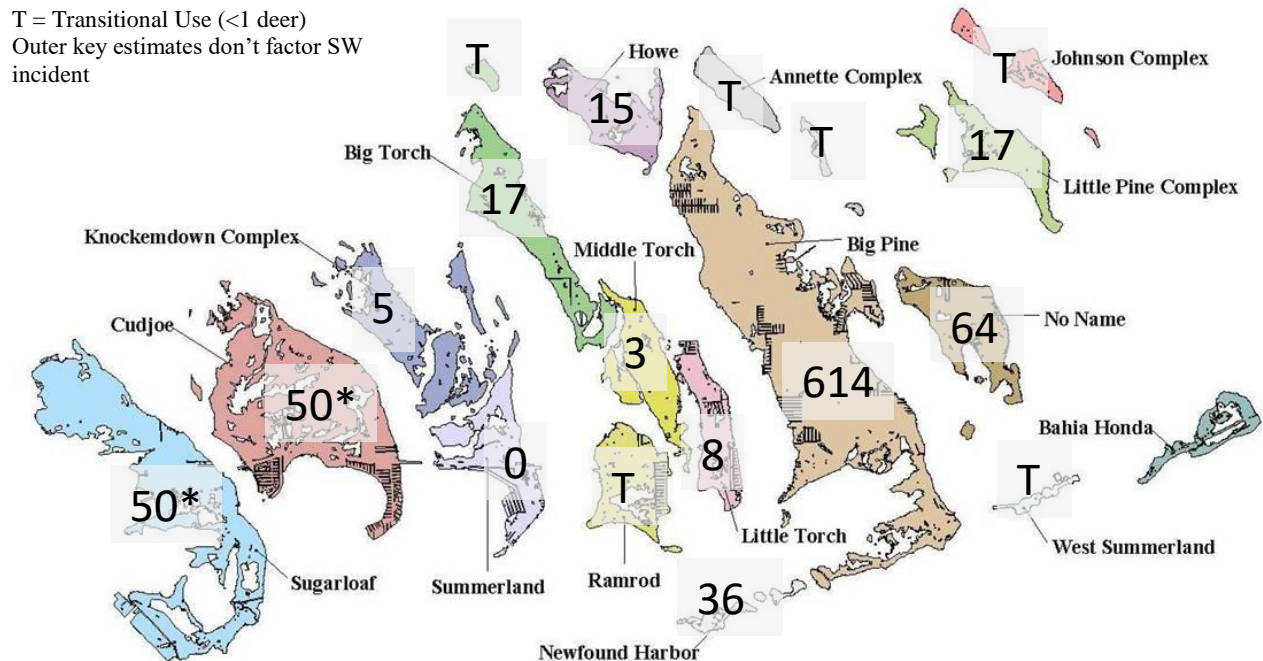 T = Transitional Use (<1 deer)
Outer key estimates don’t factor SW
incident
T
Howe
15
T
Annette Complex
T
T
Johnson Complex
Big Torch
17
17
Little Pine Complex
Knockemdown Complex
5
Middle Torch
3
Big Pine
614
64
No Name
Cudjoe
50*
50*
Sugarloaf
0
Summerland
T
Ramrod
8
Little Torch
36
Newfound Harbor
Bahia Honda
T
West Summerland